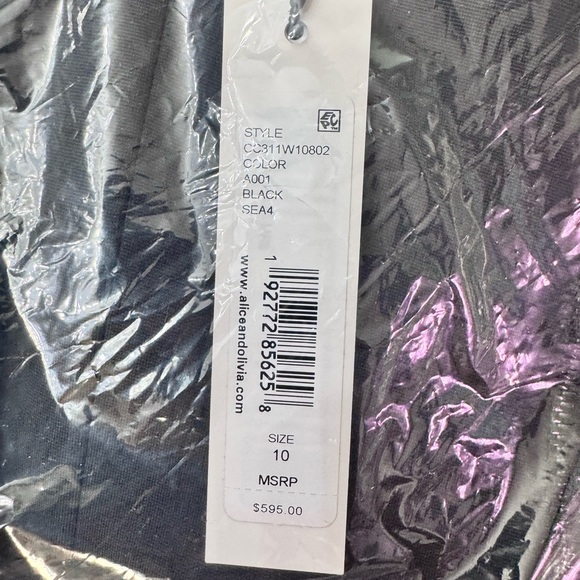 STYLE
CC311W10802
COLOR
A001
BLACK
SEA4
www.aliceandolivia.com
1 92772 85625 8
SIZE
10
MSRP
$595.00